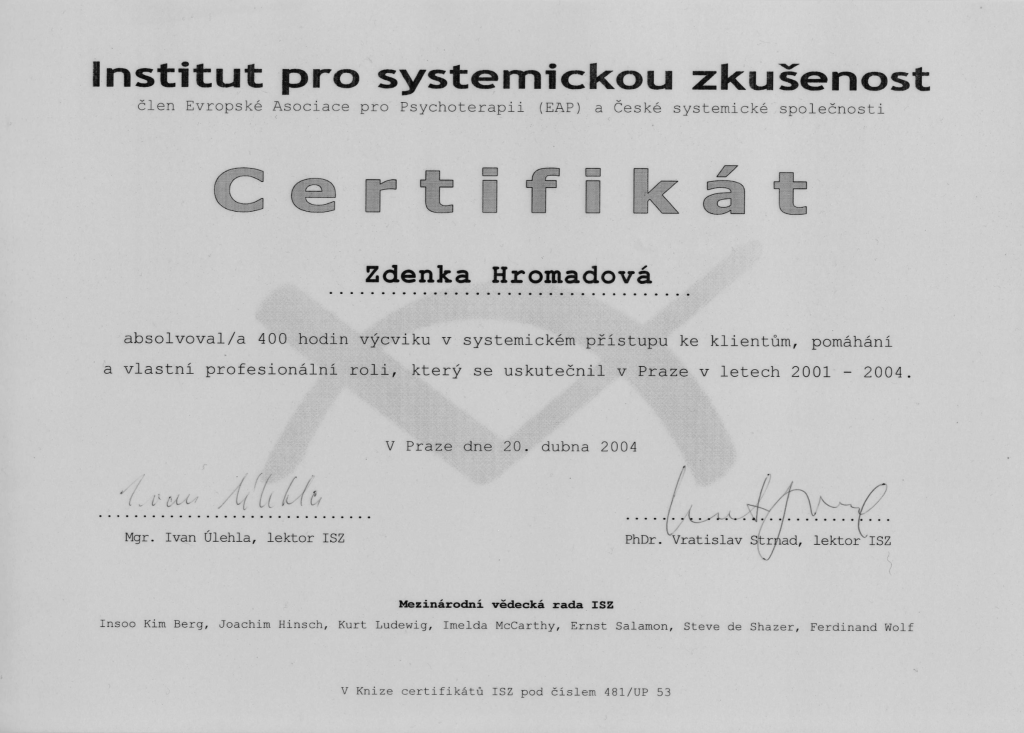 Institut pro systemickou zkušenost
člen Evropské Asociace pro Psychoterapii (EAP) a České systemické společnosti
Certifikát
Zdenka Hromadová
absolvoval/a 400 hodin výcviku v systemickém přístupu ke klientům, pomáhání
a vlastní profesionální roli, který se uskutečnil v Praze v letech 2001 - 2004.
V Praze dne 20. dubna 2004
Ivan Úlehla
Mgr. Ivan Úlehla, lektor ISZ
PhDr. Vratislav Strnad, lektor ISZ
Mezinárodní vědecká rada ISZ
Insoo Kim Berg, Joachim Hinsch, Kurt Ludewig, Imelda McCarthy, Ernst Salamon, Steve de Shazer, Ferdinand Wolf
V Knize certifikátů ISZ pod číslem 481/UP 53